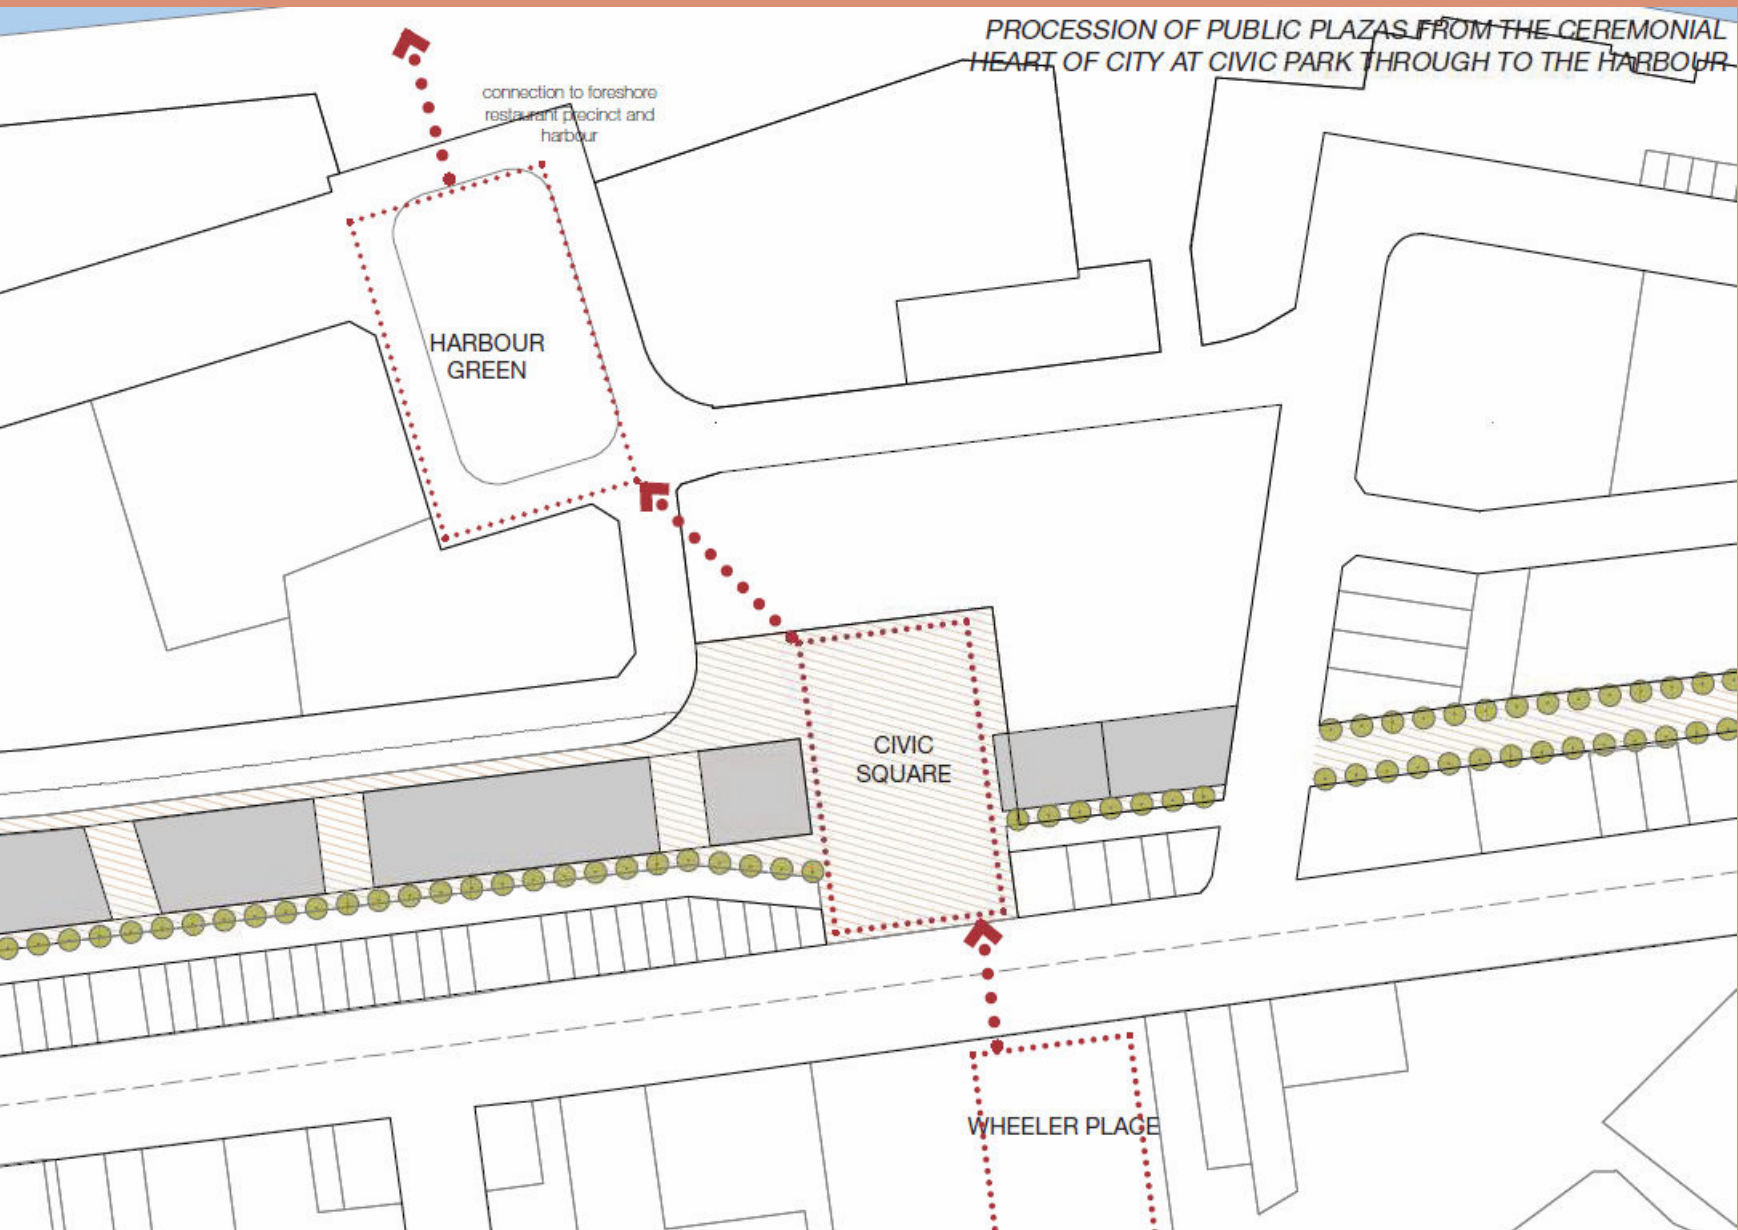 PROCESSION OF PUBLIC PLAZAS FROM THE CEREMONIAL
HEART OF CITY AT CIVIC PARK THROUGH TO THE HARBOUR
connection to foreshore
restaurant precinct and
harbour
HARBOUR
GREEN
CIVIC
SQUARE
WHEELER PLACE